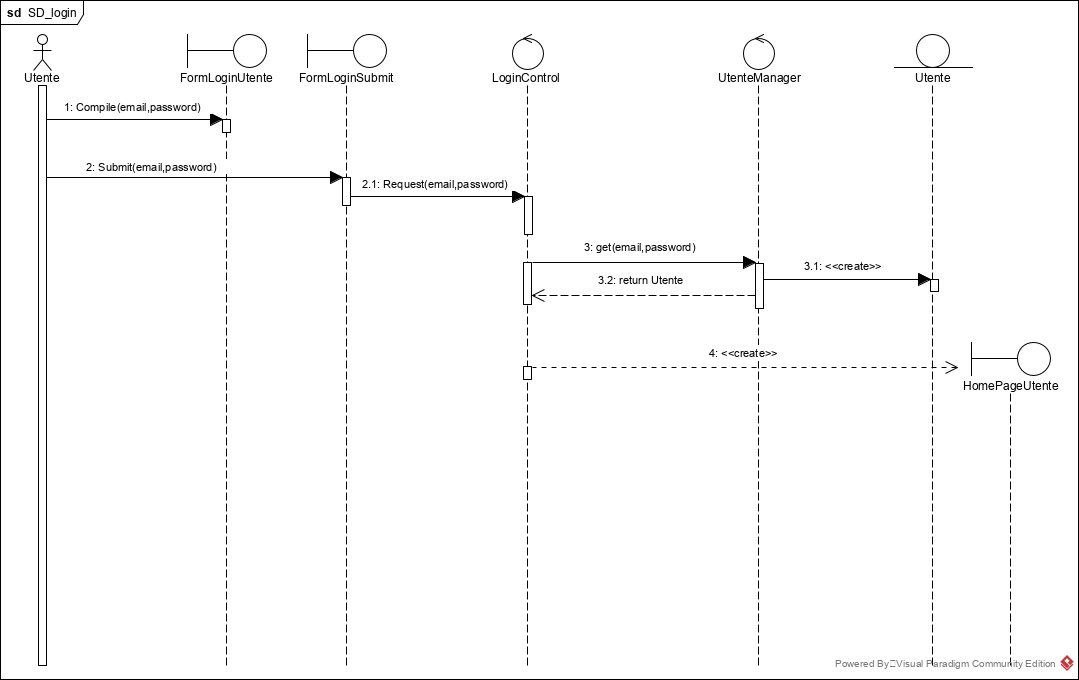 sd SD_login
Utente
FormLoginUtente
FormLoginSubmit
LoginControl
UtenteManager
Utente
1: Compile(email,password)
2: Submit(email,password)
2.1: Request(email,password)
3: get(email,password)
3.1: <<create>>
3.2: return Utente
4: <<create>>
HomePageUtente
Powered By Visual Paradigm Community Edition